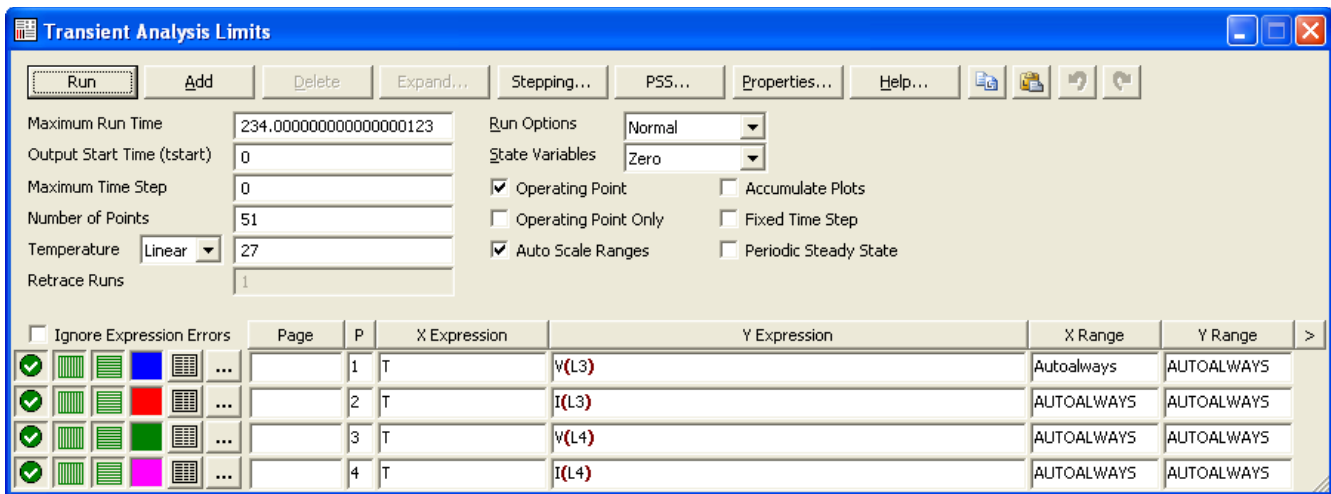 Transient Analysis Limits
Run Add Delete Expand... Stepping... PSS... Properties... Help...
Maximum Run Time 234.000000000000000123 Run Options Normal
Output Start Time (tstart) 0 State Variables Zero
Maximum Time Step 0 Operating Point Accumulate Plots
Number of Points 51 Operating Point Only Fixed Time Step
Temperature Linear 27 Auto Scale Ranges Periodic Steady State
Retrace Runs 1
Ignore Expression Errors Page P X Expression Y Expression X Range Y Range >
... 1 T V(L3) Autoalways AUTOALWAYS
... 2 T I(L3) AUTOALWAYS AUTOALWAYS
... 3 T V(L4) AUTOALWAYS AUTOALWAYS
... 4 T I(L4) AUTOALWAYS AUTOALWAYS